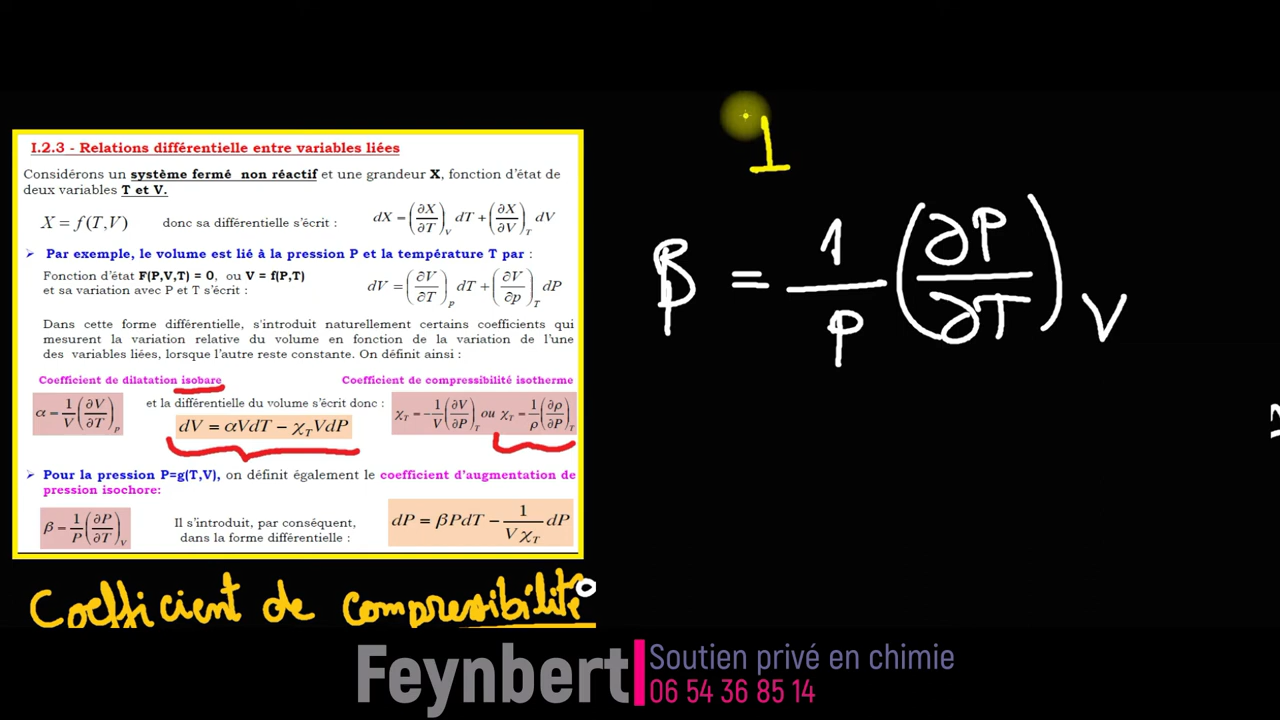 I.2.3 - Relations différentielle entre variables liées
Considérons un système fermé non réactif et une grandeur X, fonction d'état de
deux variables T et V.
X = f(T,V) donc sa différentielle s'écrit : dX = (∂X/∂T)_V dT + (∂X/∂V)_T dV
➢ Par exemple, le volume est lié à la pression P et la température T par :
Fonction d'état F(P,V,T) = 0, ou V = f(P,T)
et sa variation avec P et T s'écrit : dV = (∂V/∂T)_p dT + (∂V/∂p)_T dP
Dans cette forme différentielle, s'introduit naturellement certains coefficients qui
mesurent la variation relative du volume en fonction de la variation de l'une
des variables liées, lorsque l'autre reste constante. On définit ainsi :
Coefficient de dilatation isobare Coefficient de compressibilité isotherme
α = 1/V (∂V/∂T)_p et la différentielle du volume s'écrit donc : χ_T = -1/V (∂V/∂P)_T ou χ_T = 1/ρ (∂ρ/∂P)_T
dV = αVdT − χ_T VdP
➢ Pour la pression P=g(T,V), on définit également le coefficient d'augmentation de
pression isochore:
β = 1/P (∂P/∂T)_V Il s'introduit, par conséquent, dP = βPdT − 1/(Vχ_T) dP
dans la forme différentielle :
Coefficient de compressibilité
1
β = 1/P (∂P/∂T)_V
Feynbert
Soutien privé en chimie
06 54 36 85 14